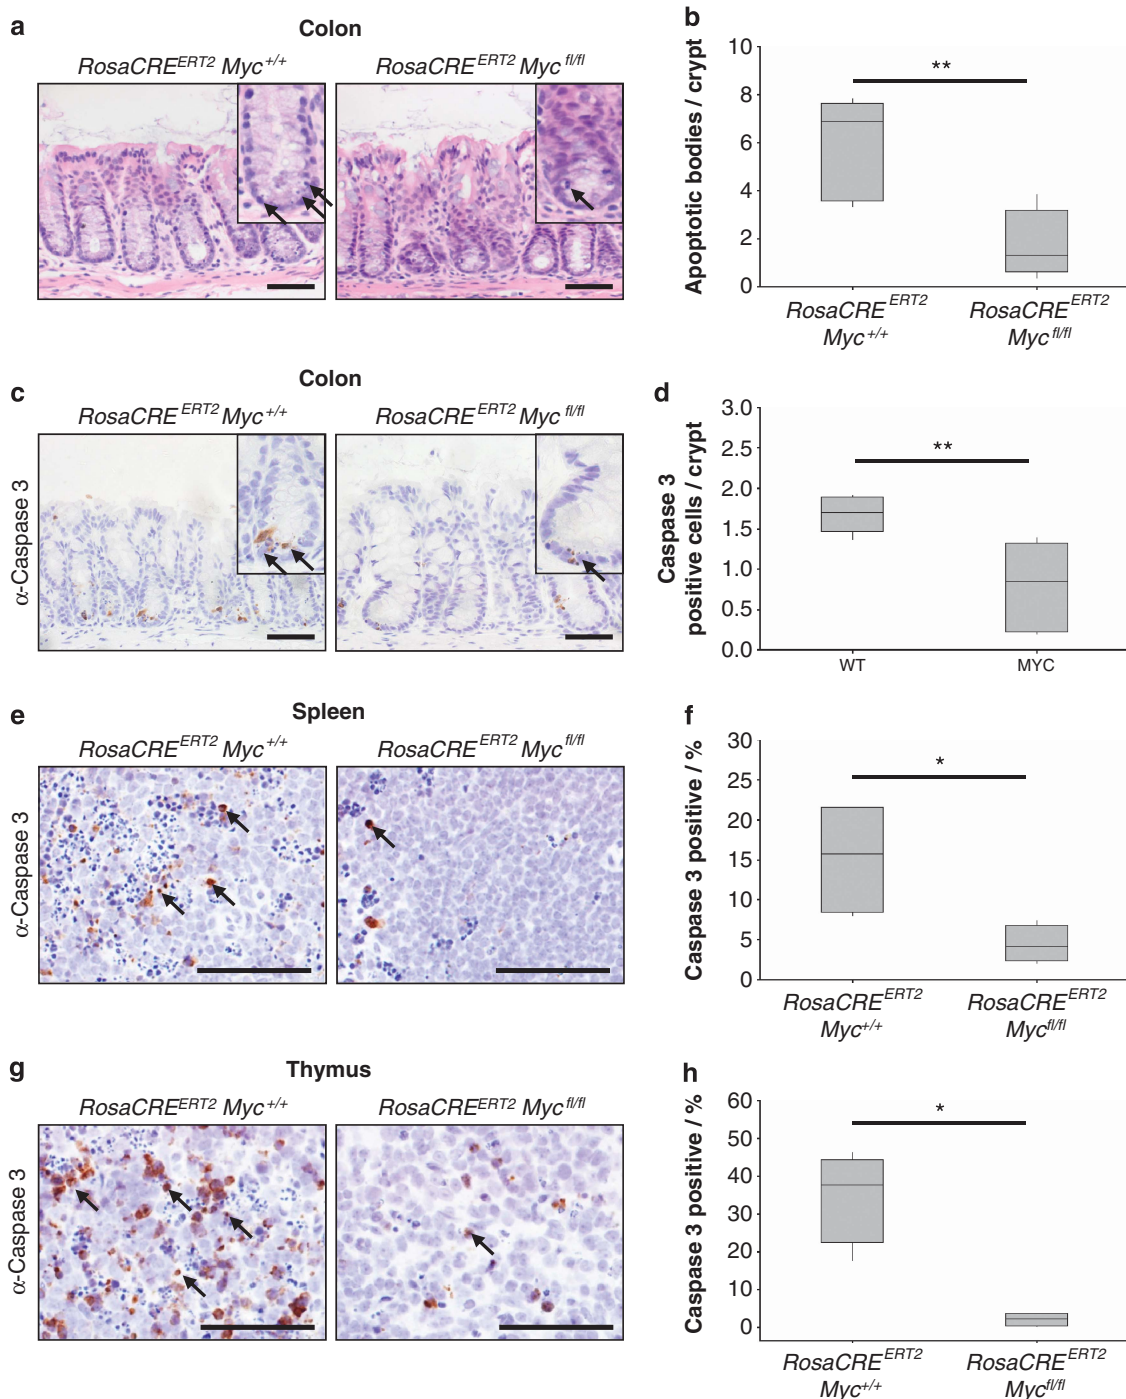 a
Colon
RosaCRE^ERT2 Myc^+/+
RosaCRE^ERT2 Myc^fl/fl
b
Apoptotic bodies / crypt
10
8
6
4
2
0
**
RosaCRE^ERT2
Myc^+/+
RosaCRE^ERT2
Myc^fl/fl
c
Colon
RosaCRE^ERT2 Myc^+/+
RosaCRE^ERT2 Myc^fl/fl
α-Caspase 3
d
Caspase 3
positive cells / crypt
3.0
2.5
2.0
1.5
1.0
0.5
0.0
**
WT
MYC
e
Spleen
RosaCRE^ERT2 Myc^+/+
RosaCRE^ERT2 Myc^fl/fl
α-Caspase 3
f
Caspase 3 positive / %
30
25
20
15
10
5
0
*
RosaCRE^ERT2
Myc^+/+
RosaCRE^ERT2
Myc^fl/fl
g
Thymus
RosaCRE^ERT2 Myc^+/+
RosaCRE^ERT2 Myc^fl/fl
α-Caspase 3
h
Caspase 3 positive / %
60
50
40
30
20
10
0
*
RosaCRE^ERT2
Myc^+/+
RosaCRE^ERT2
Myc^fl/fl